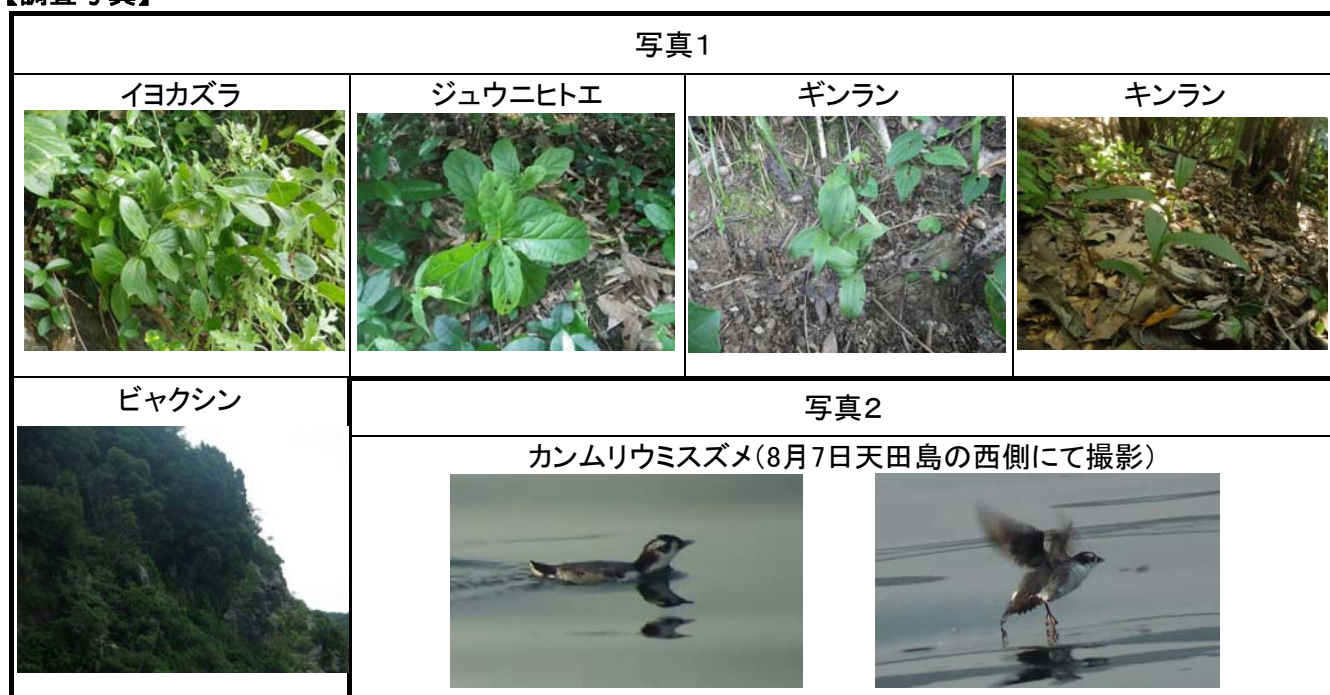 【調査写真】
写真1
イヨカズラ
ジュウニヒトエ
ギンラン
キンラン
ビャクシン
写真2
カンムリウミスズメ(8月7日天田島の西側にて撮影)